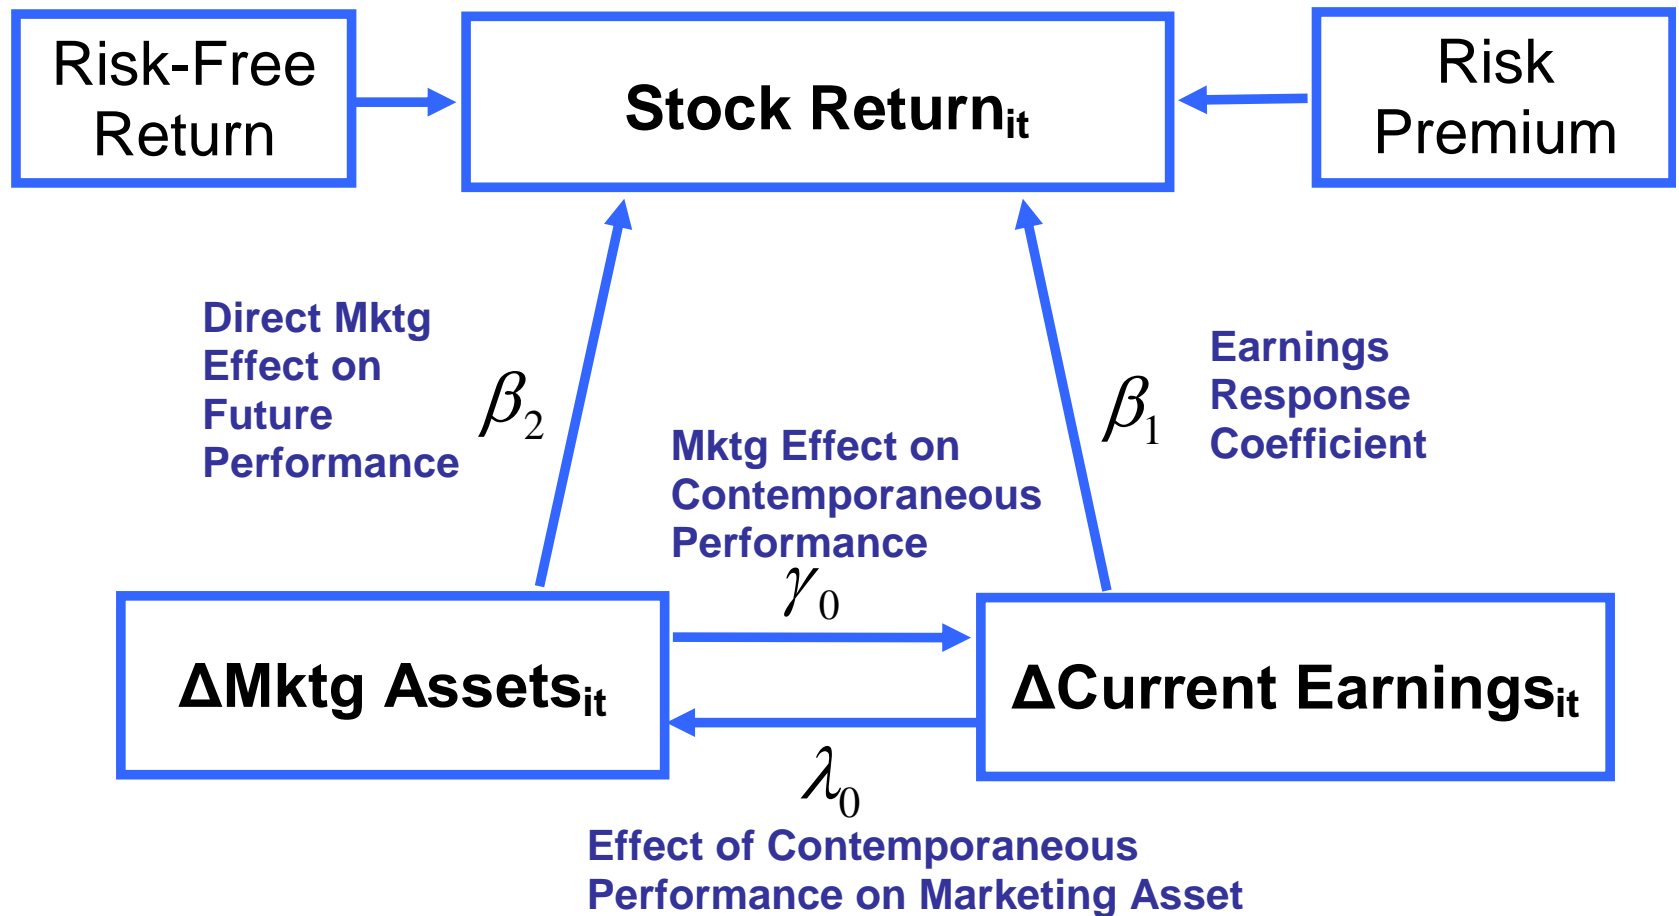 Risk-Free
Return
Stock Returnit
Risk
Premium
Direct Mktg
Effect on
Future
Performance
β2
Mktg Effect on
Contemporaneous
Performance
β1
Earnings
Response
Coefficient
γ0
ΔMktg Assetsit
ΔCurrent Earningsit
λ0
Effect of Contemporaneous
Performance on Marketing Asset